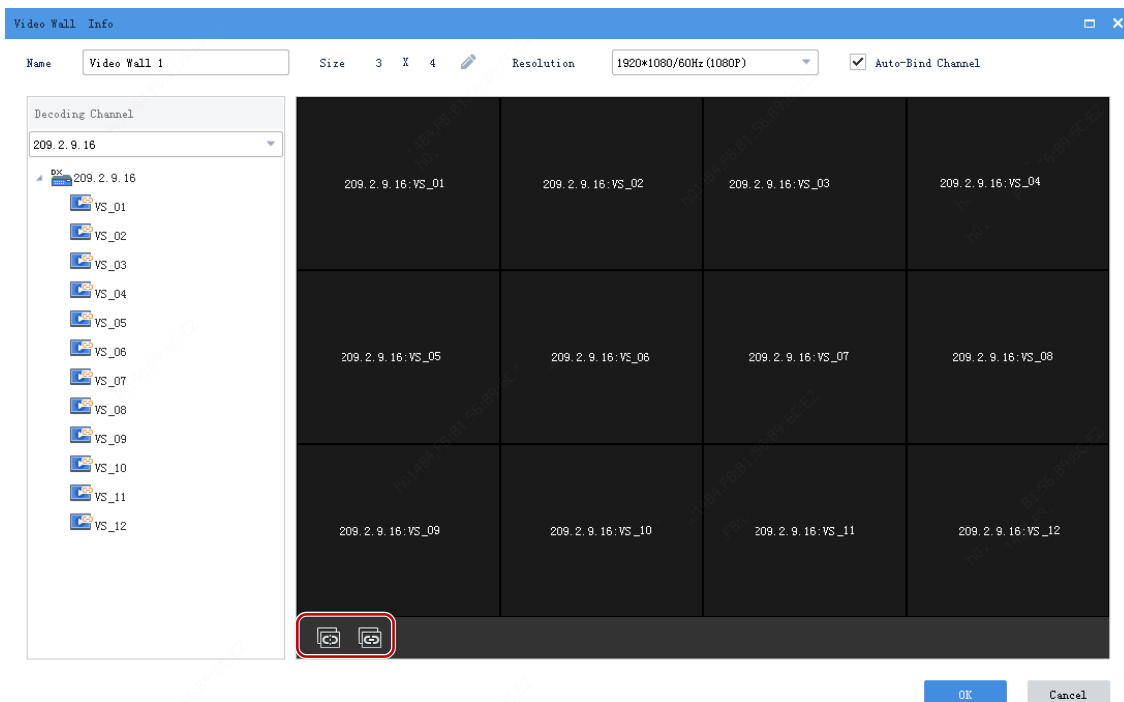 Video Wall Info
Name Video Wall 1 Size 3 X 4 Resolution 1920*1080/60Hz(1080P) Auto-Bind Channel
Decoding Channel
209.2.9.16
DX 209.2.9.16
VS_01
VS_02
VS_03
VS_04
VS_05
VS_06
VS_07
VS_08
VS_09
VS_10
VS_11
VS_12
209.2.9.16:VS_01 209.2.9.16:VS_02 209.2.9.16:VS_03 209.2.9.16:VS_04
209.2.9.16:VS_05 209.2.9.16:VS_06 209.2.9.16:VS_07 209.2.9.16:VS_08
209.2.9.16:VS_09 209.2.9.16:VS_10 209.2.9.16:VS_11 209.2.9.16:VS_12
OK Cancel